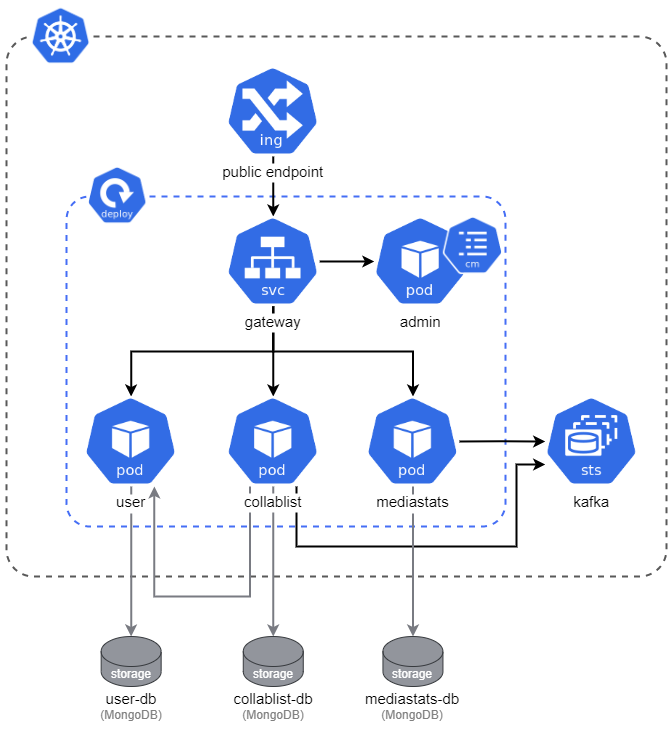 ing
public endpoint
deploy
svc
gateway
pod
cm
admin
pod
user
pod
collablist
pod
mediastats
sts
kafka
storage
user-db
(MongoDB)
storage
collablist-db
(MongoDB)
storage
mediastats-db
(MongoDB)